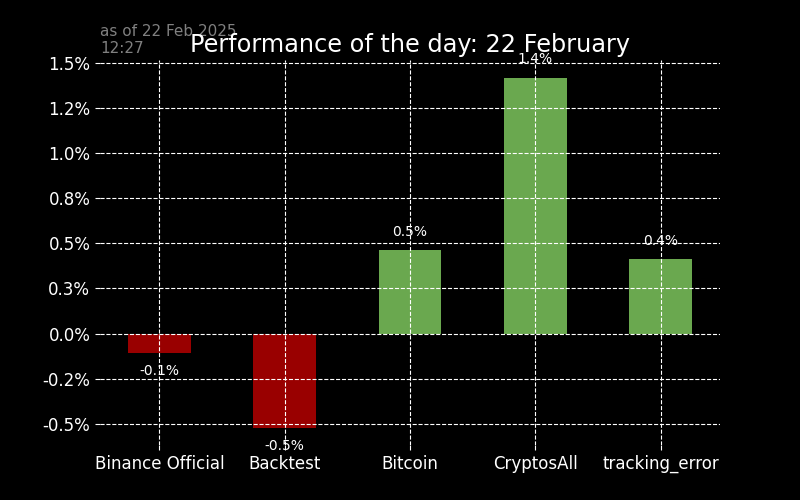 as of 22 Feb 2025
12:27
Performance of the day: 22 February
1.5%
1.2%
1.0%
0.8%
0.5%
0.3%
0.0%
-0.2%
-0.5%
-0.1%
-0.5%
0.5%
1.4%
0.4%
Binance Official
Backtest
Bitcoin
CryptosAll
tracking_error